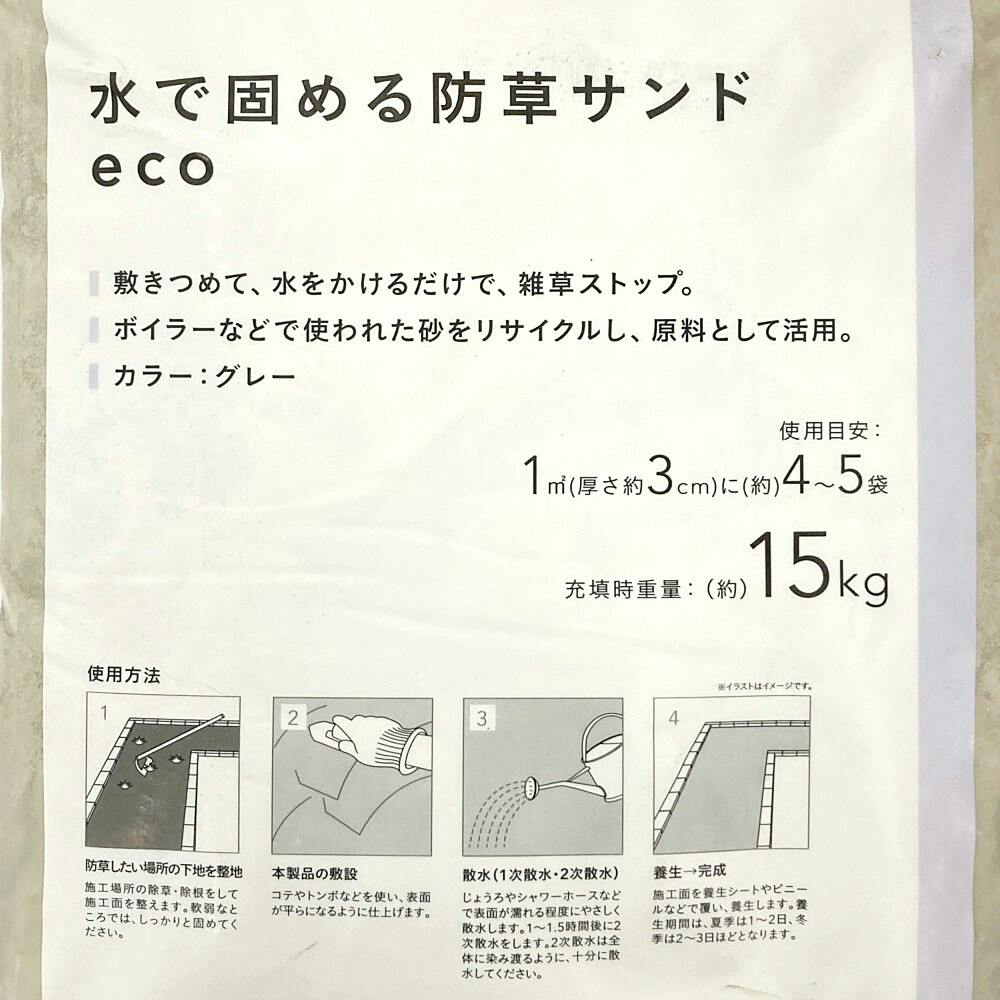 水で固める防草サンド
eco
敷きつめて、水をかけるだけで、雑草ストップ。
ボイラーなどで使われた砂をリサイクルし、原料として活用。
カラー：グレー
使用目安：
1㎡(厚さ約3cm)に(約)4～5袋
充填時重量：(約)15kg
使用方法
※イラストはイメージです。
1
防草したい場所の下地を整地
施工場所の除草・除根をして
施工面を整えます。軟弱なと
ころでは、しっかりと固めてく
ださい。
2
本製品の敷設
コテやトンボなどを使い、表面
が平らになるように仕上げます。
3
散水(1次散水・2次散水)
じょうろやシャワーホースなど
で表面が濡れる程度にやさしく
散水します。1～1.5時間後に2
次散水をします。2次散水は全
体に染み渡るように、十分に散
水してください。
4
養生→完成
施工面を養生シートやビニー
ルなどで覆い、養生します。養
生期間は、夏季は1～2日、冬
季は2～3日ほどとなります。